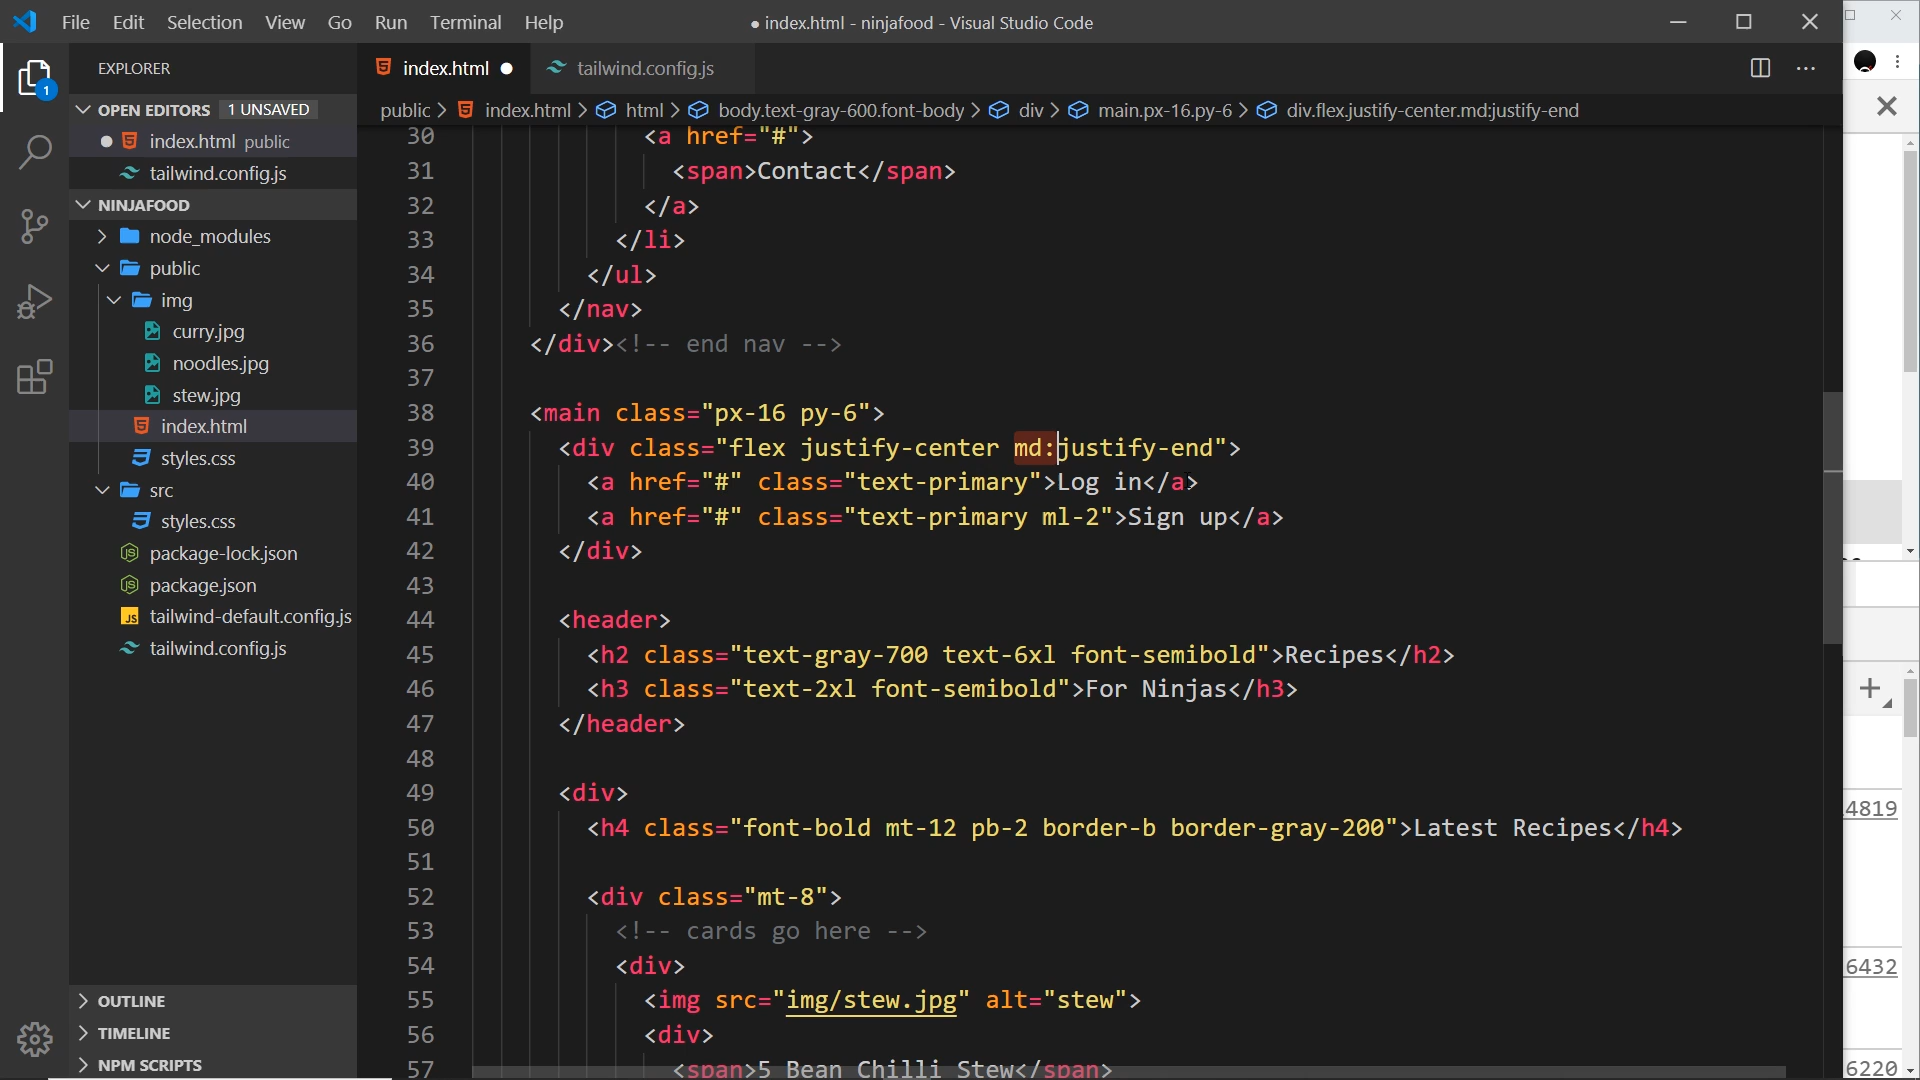 File Edit Selection View Go Run Terminal Help
● index.html - ninjafood - Visual Studio Code
EXPLORER
index.html ●
tailwind.config.js
OPEN EDITORS 1 UNSAVED
public > index.html > html > body.text-gray-600.font-body > div > main.px-16.py-6 > div.flex.justify-center.md:justify-end
1
● index.html public
tailwind.config.js
NINJAFOOD
node_modules
public
img
curry.jpg
noodles.jpg
stew.jpg
index.html
styles.css
src
styles.css
package-lock.json
package.json
tailwind-default.config.js
tailwind.config.js
OUTLINE
TIMELINE
NPM SCRIPTS
30 <a href="#">
31 <span>Contact</span>
32 </a>
33 </li>
34 </ul>
35 </nav>
36 </div><!-- end nav -->
37
38 <main class="px-16 py-6">
39 <div class="flex justify-center md:justify-end">
40 <a href="#" class="text-primary">Log in</a>
41 <a href="#" class="text-primary ml-2">Sign up</a>
42 </div>
43
44 <header>
45 <h2 class="text-gray-700 text-6xl font-semibold">Recipes</h2>
46 <h3 class="text-2xl font-semibold">For Ninjas</h3>
47 </header>
48
49 <div>
50 <h4 class="font-bold mt-12 pb-2 border-b border-gray-200">Latest Recipes</h4>
51
52 <div class="mt-8">
53 <!-- cards go here -->
54 <div>
55 <img src="img/stew.jpg" alt="stew">
56 <div>
57 <span>5 Bean Chilli Stew</span>
4819
6432
6220